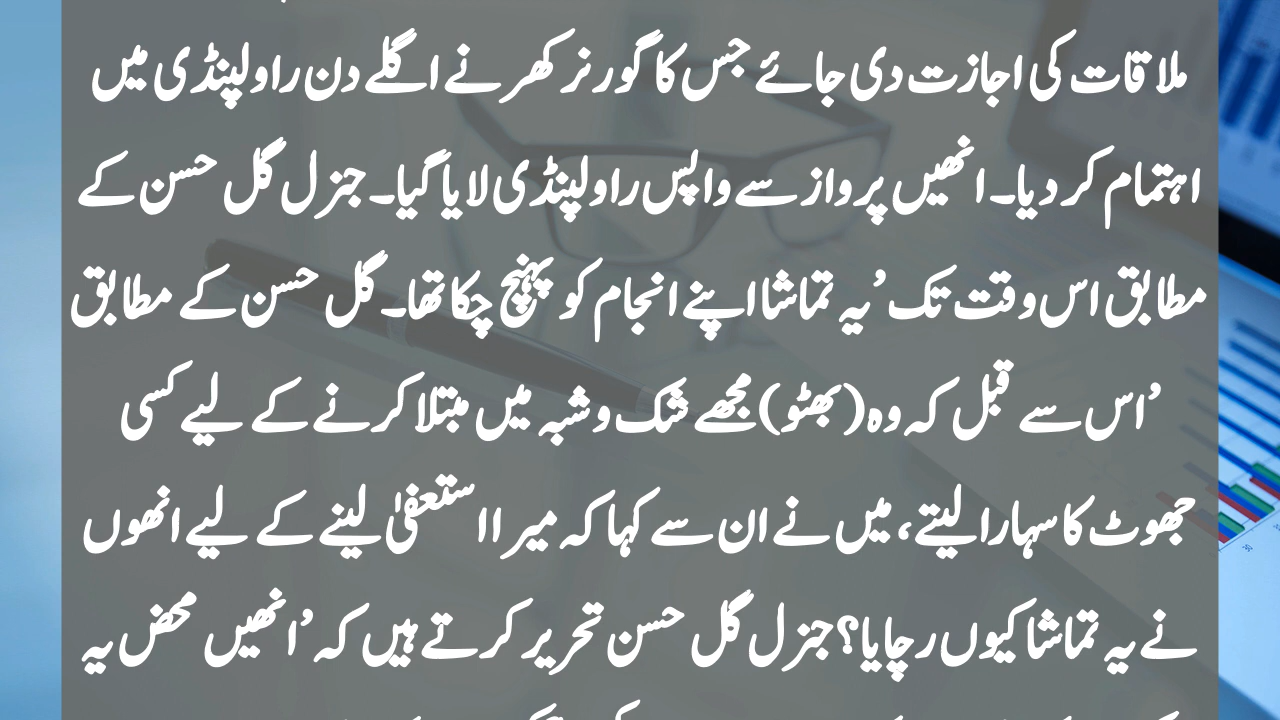 ملاقات کی اجازت دی جائے جس کا گورنر کھر نے اگلے دن راولپنڈی میں
اہتمام کر دیا۔ انھیں پرواز سے واپس راولپنڈی لایا گیا۔ جنرل گل حسن کے
مطابق اس وقت تک ’یہ تماشا اپنے انجام کو پہنچ چکا تھا۔ گل حسن کے مطابق
’اس سے قبل کہ وہ (بھٹو) مجھے شک و شبہ میں مبتلا کرنے کے لیے کسی
جھوٹ کا سہارا لیتے، میں نے ان سے کہا کہ میرا استعفیٰ لینے کے لیے انھوں
نے یہ تماشا کیوں رچایا؟ جنرل گل حسن تحریر کرتے ہیں کہ ’انھیں محض یہ